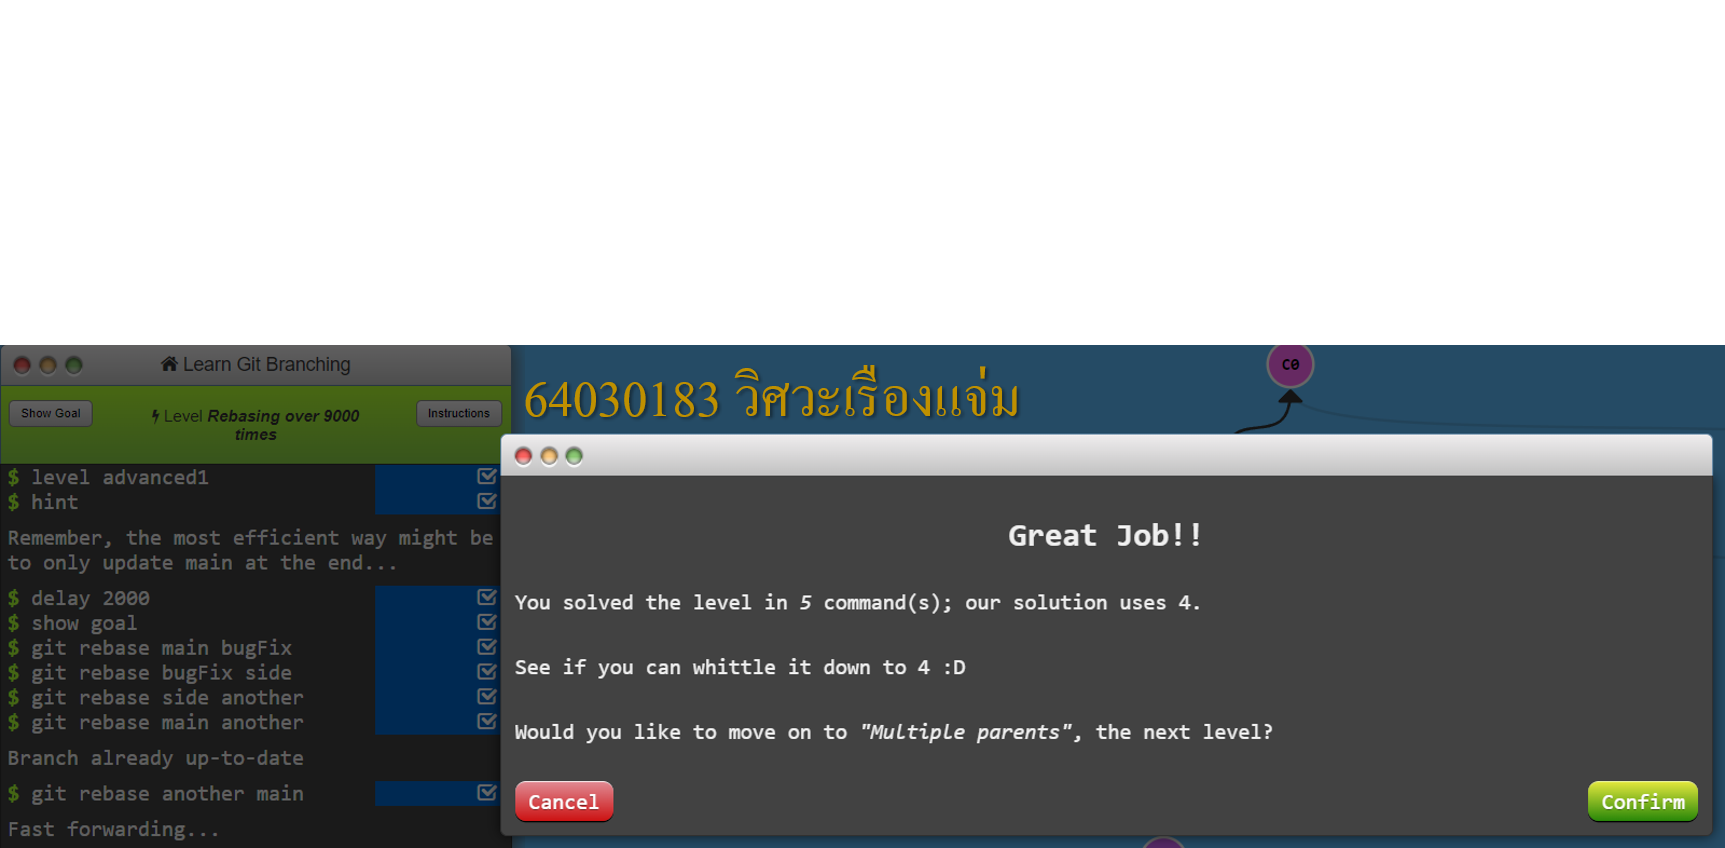 Learn Git Branching
Show Goal
Level Rebasing over 9000
times
Instructions
64030183 วิศวะเรืองแจ่ม
C0
$ level advanced1
$ hint
Remember, the most efficient way might be
to only update main at the end...
$ delay 2000
$ show goal
$ git rebase main bugFix
$ git rebase bugFix side
$ git rebase side another
$ git rebase main another
Branch already up-to-date
$ git rebase another main
Fast forwarding...
Great Job!!
You solved the level in 5 command(s); our solution uses 4.
See if you can whittle it down to 4 :D
Would you like to move on to "Multiple parents", the next level?
Cancel
Confirm